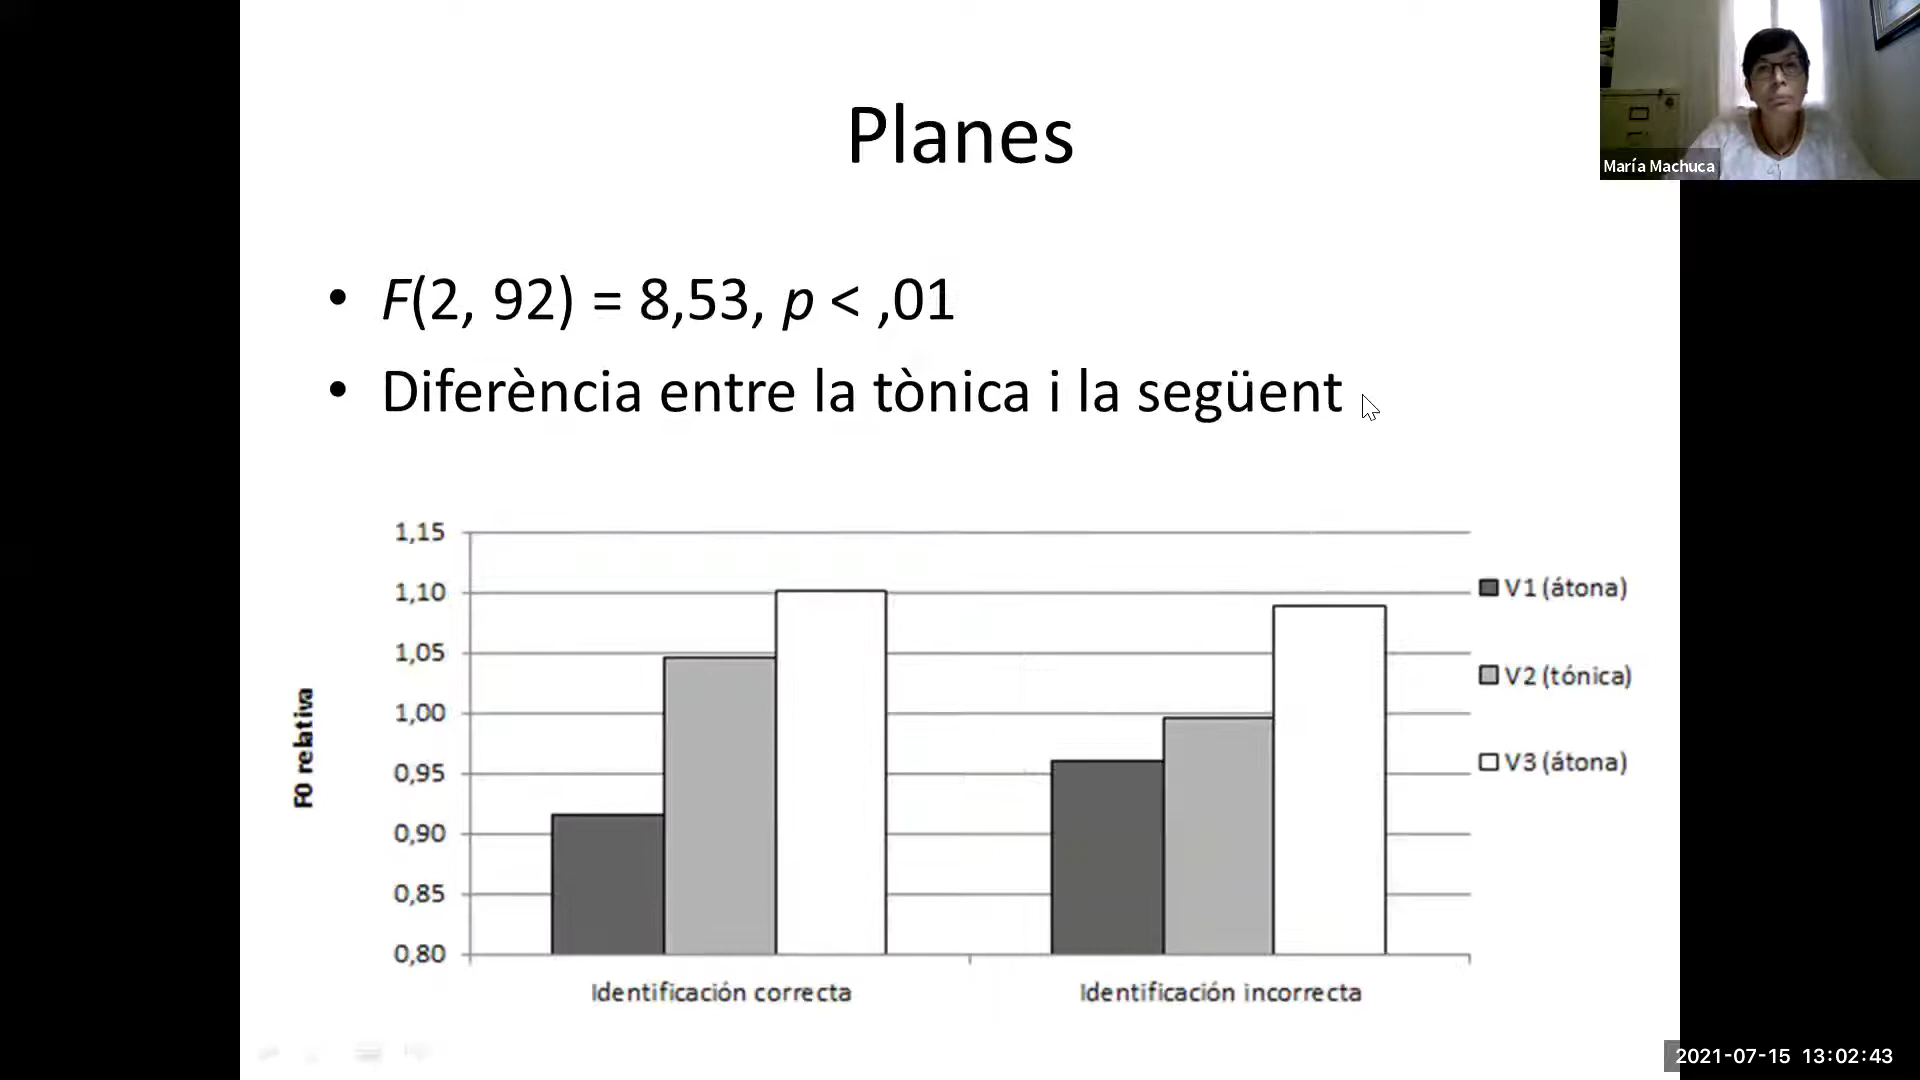 Planes
María Machuca
• F(2, 92) = 8,53, p < ,01
• Diferència entre la tònica i la següent
1,15
1,10
1,05
1,00
0,95
0,90
0,85
0,80
F0 relativa
V1 (átona)
V2 (tónica)
V3 (átona)
Identificación correcta
Identificación incorrecta
2021-07-15 13:02:43